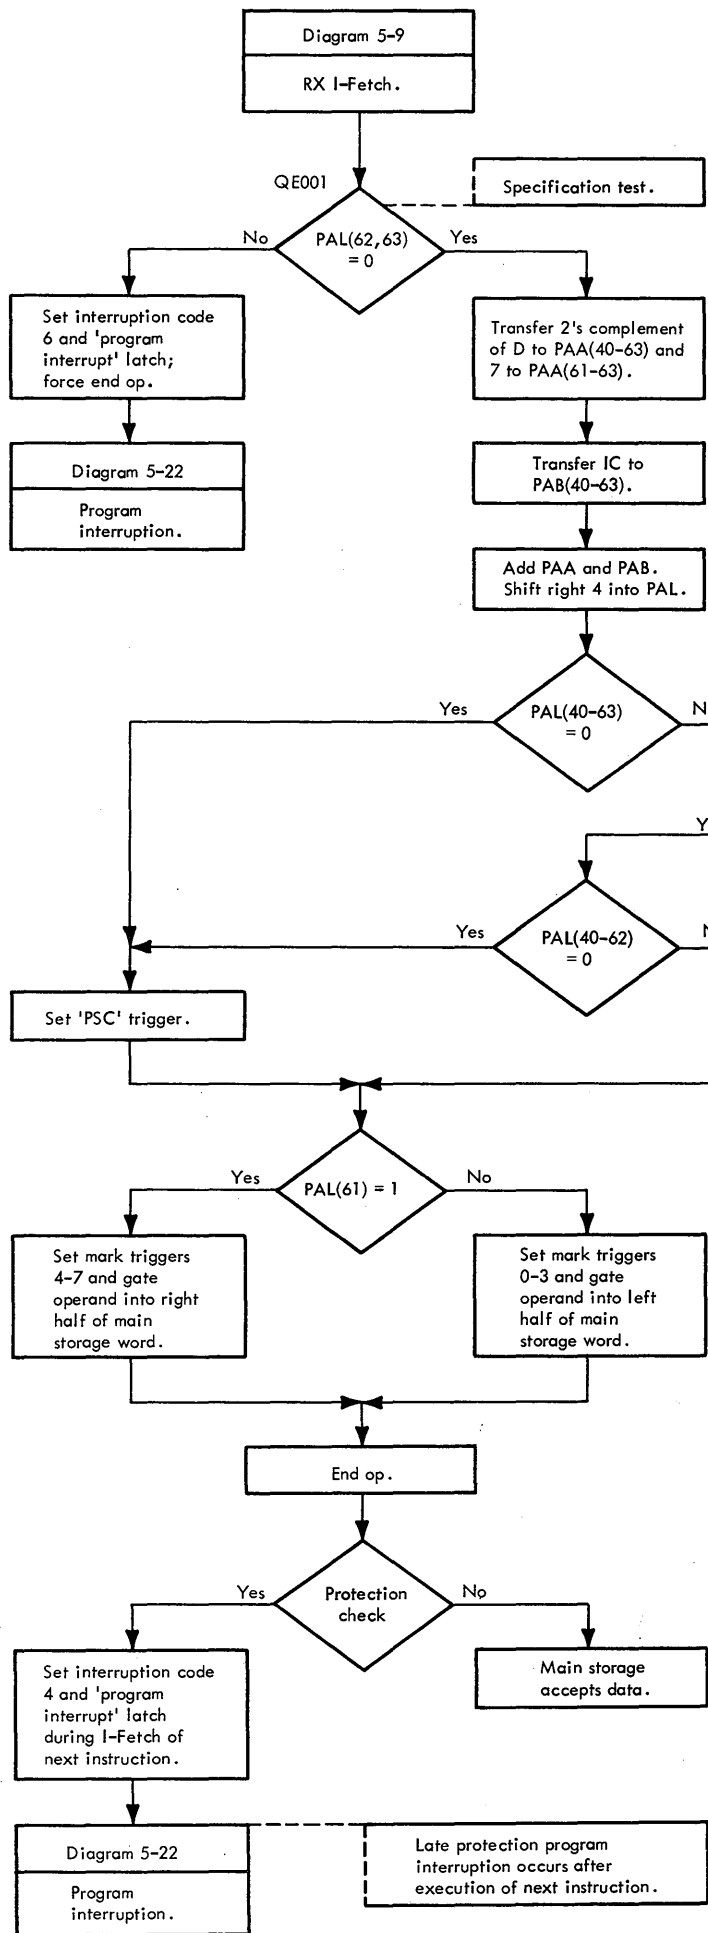 Diagram 5-9
RX I-Fetch.
QE001
Specification test.
No
PAL(62,63)
= 0
Yes
Set interruption code
6 and 'program
interrupt' latch;
force end op.
Transfer 2's complement
of D to PAA(40-63) and
7 to PAA(61-63).
Diagram 5-22
Program
interruption.
Transfer IC to
PAB(40-63).
Add PAA and PAB.
Shift right 4 into PAL.
Yes
PAL(40-63)
= 0
N
Y
Yes
PAL(40-62)
= 0
N
Set 'PSC' trigger.
Yes
PAL(61) = 1
No
Set mark triggers
4-7 and gate
operand into right
half of main
storage word.
Set mark triggers
0-3 and gate
operand into left
half of main
storage word.
End op.
Yes
Protection
check
No
Set interruption code
4 and 'program
interrupt' latch
during I-Fetch of
next instruction.
Main storage
accepts data.
Diagram 5-22
Program
interruption.
Late protection program
interruption occurs after
execution of next instruction.